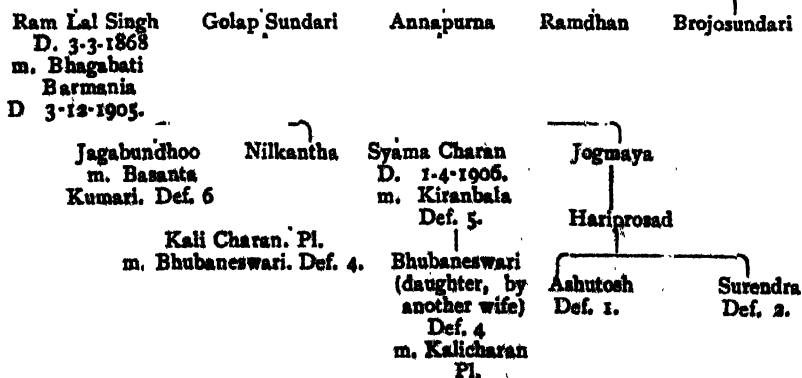 Ram Lal Singh Golap Sundari Annapurna Ramdhan Brojosundari
D. 3-3-1868
m. Bhagabati
Barmania
D 3-12-1905.
Jagabundhoo Nilkantha Syama Charan Jogmaya
m. Basanta D. 1-4-1906.
Kumari. Def. 6 m. Kiranbala
Def. 5. Hariprosad
Kali Charan. Pl.
m. Bhubaneswari. Def. 4. Bhubaneswari Ashutosh Surendra
(daughter, by Def. 1. Def. 2.
another wife)
Def. 4
m. Kalicharan
Pl.